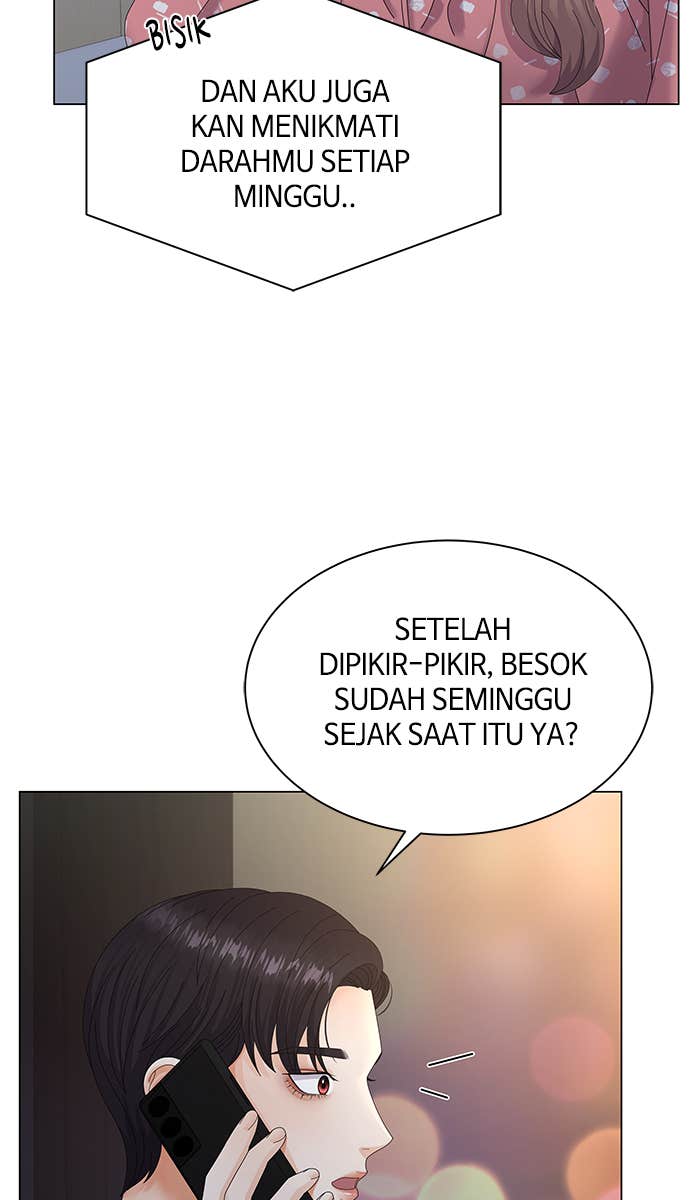 BISIK
DAN AKU JUGA
KAN MENIKMATI
DARAHMU SETIAP
MINGGU..
SETELAH
DIPIKIR-PIKIR, BESOK
SUDAH SEMINGGU
SEJAK SAAT ITU YA?